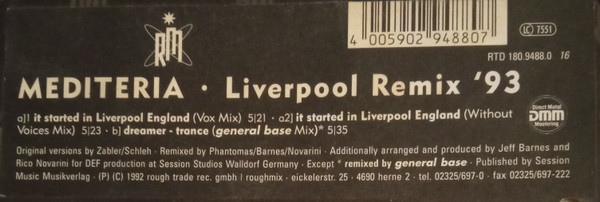 4 005902 948807
LC 7551
RM
RTD 180.9488.0 16
MEDITERIA · Liverpool Remix '93
a)1 it started in Liverpool England (Vox Mix) 5|21 · a2) it started in Liverpool England (Without
Voices Mix) 5|23 · b) dreamer - trance (general base Mix)* 5|35
Direct Metal
DMM
Mastering
Original versions by Zabler/Schleh · Remixed by Phantomas/Barnes/Novarini · Additionally arranged and produced by Jeff Barnes and
Rico Novarini for DEF production at Session Studios Walldorf Germany · Except * remixed by general base · Published by Session
Music Musikverlag · (P) (C) 1992 rough trade rec. gmbh | roughmix · eickelerstr. 25 - 4690 herne 2 · tel. 02325/697-0 · fax 02325/697-222